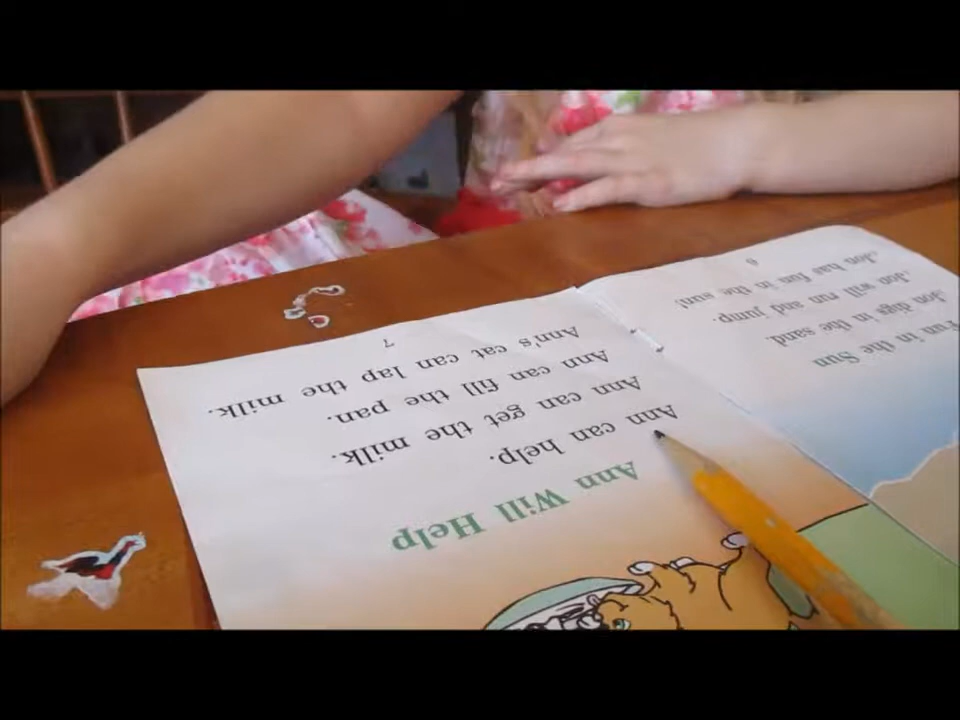 Fun in the Sun
Jon digs in the sand.
Jon will run and jump.
Jon has fun in the sun!
6
Ann Will Help
Ann can help.
Ann can get the milk.
Ann can fill the pan.
Ann's cat can lap the milk.
7